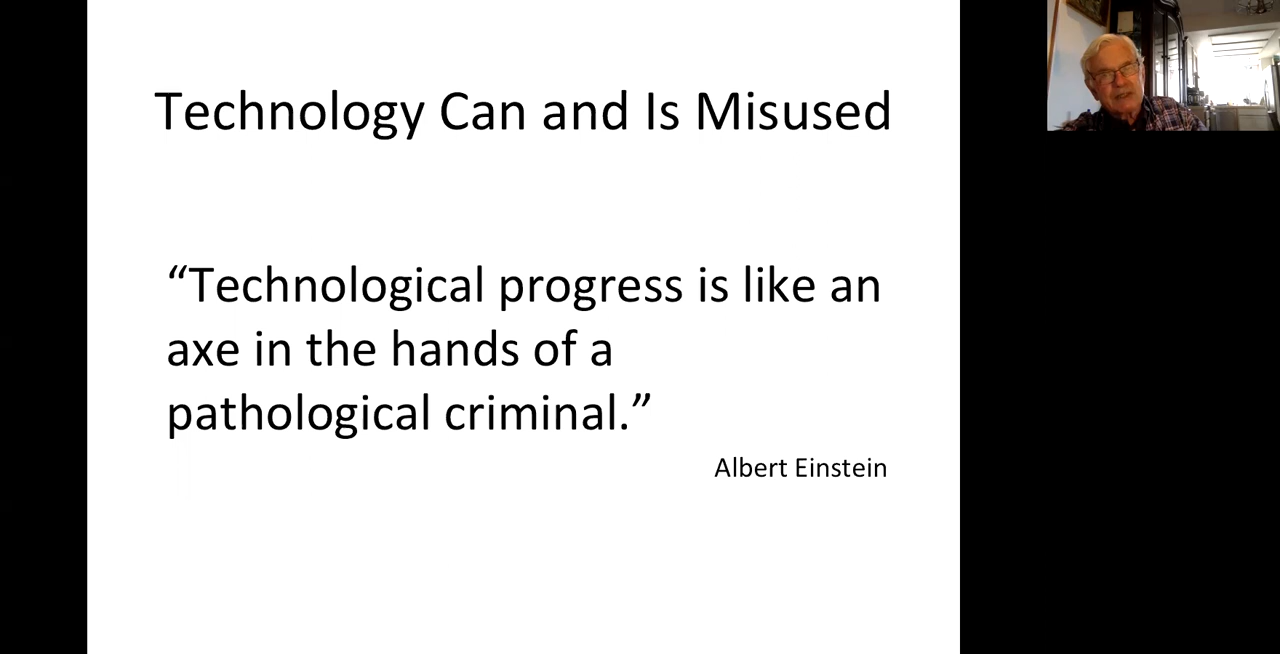 Technology Can and Is Misused
“Technological progress is like an
axe in the hands of a
pathological criminal.”
Albert Einstein